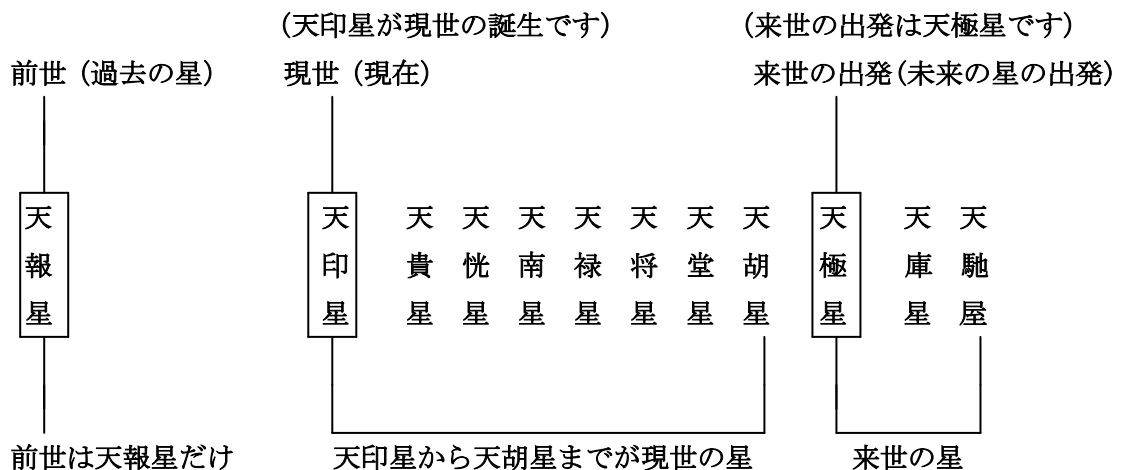 (天印星が現世の誕生です)
(来世の出発は天極星です)
前世(過去の星)
現世(現在)
来世の出発(未来の星の出発)
天報星
天印星
天貴星
天恍星
天南星
天禄星
天将星
天堂星
天胡星
天極星
天庫星
天馳屋
前世は天報星だけ
天印星から天胡星までが現世の星
来世の星